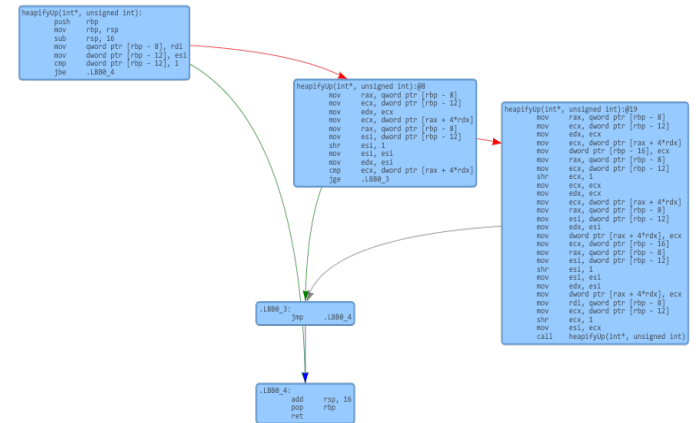 heapifyUp(int*, unsigned int):
push rbp
mov rbp, rsp
sub rsp, 16
mov qword ptr [rbp - 8], rdi
mov dword ptr [rbp - 12], esi
cmp dword ptr [rbp - 12], 1
jbe .LBB0_4
heapifyUp(int*, unsigned int):@8
mov rax, qword ptr [rbp - 8]
mov ecx, dword ptr [rbp - 12]
mov edx, ecx
mov ecx, dword ptr [rax + 4*rdx]
mov rax, qword ptr [rbp - 8]
mov esi, dword ptr [rbp - 12]
shr esi, 1
mov esi, esi
mov edx, esi
cmp ecx, dword ptr [rax + 4*rdx]
jge .LBB0_3
heapifyUp(int*, unsigned int):@19
mov rax, qword ptr [rbp - 8]
mov ecx, dword ptr [rbp - 12]
mov edx, ecx
mov ecx, dword ptr [rax + 4*rdx]
mov dword ptr [rbp - 16], ecx
mov rax, qword ptr [rbp - 8]
mov ecx, dword ptr [rbp - 12]
shr ecx, 1
mov ecx, ecx
mov edx, ecx
mov ecx, dword ptr [rax + 4*rdx]
mov rax, qword ptr [rbp - 8]
mov esi, dword ptr [rbp - 12]
mov edx, esi
mov dword ptr [rax + 4*rdx], ecx
mov ecx, dword ptr [rbp - 16]
mov rax, qword ptr [rbp - 8]
mov esi, dword ptr [rbp - 12]
shr esi, 1
mov esi, esi
mov edx, esi
mov dword ptr [rax + 4*rdx], ecx
mov rdi, qword ptr [rbp - 8]
mov ecx, dword ptr [rbp - 12]
shr ecx, 1
mov esi, ecx
call heapifyUp(int*, unsigned int)
.LBB0_3:
jmp .LBB0_4
.LBB0_4:
add rsp, 16
pop rbp
ret